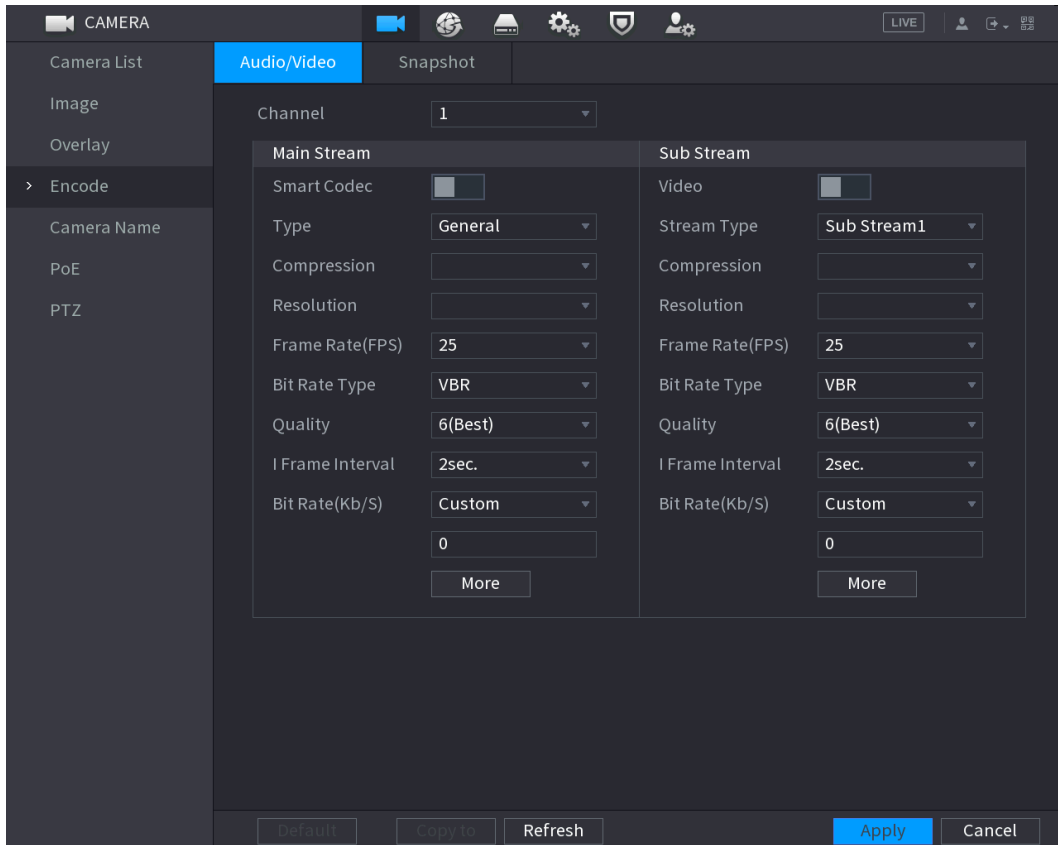 CAMERA
LIVE
Camera List
Image
Overlay
Encode
Camera Name
PoE
PTZ
Audio/Video Snapshot
Channel 1
Main Stream Sub Stream
Smart Codec Video
Type General Stream Type Sub Stream1
Compression Compression
Resolution Resolution
Frame Rate(FPS) 25 Frame Rate(FPS) 25
Bit Rate Type VBR Bit Rate Type VBR
Quality 6(Best) Quality 6(Best)
I Frame Interval 2sec. I Frame Interval 2sec.
Bit Rate(Kb/S) Custom Bit Rate(Kb/S) Custom
0 0
More More
Default Copy to Refresh Apply Cancel